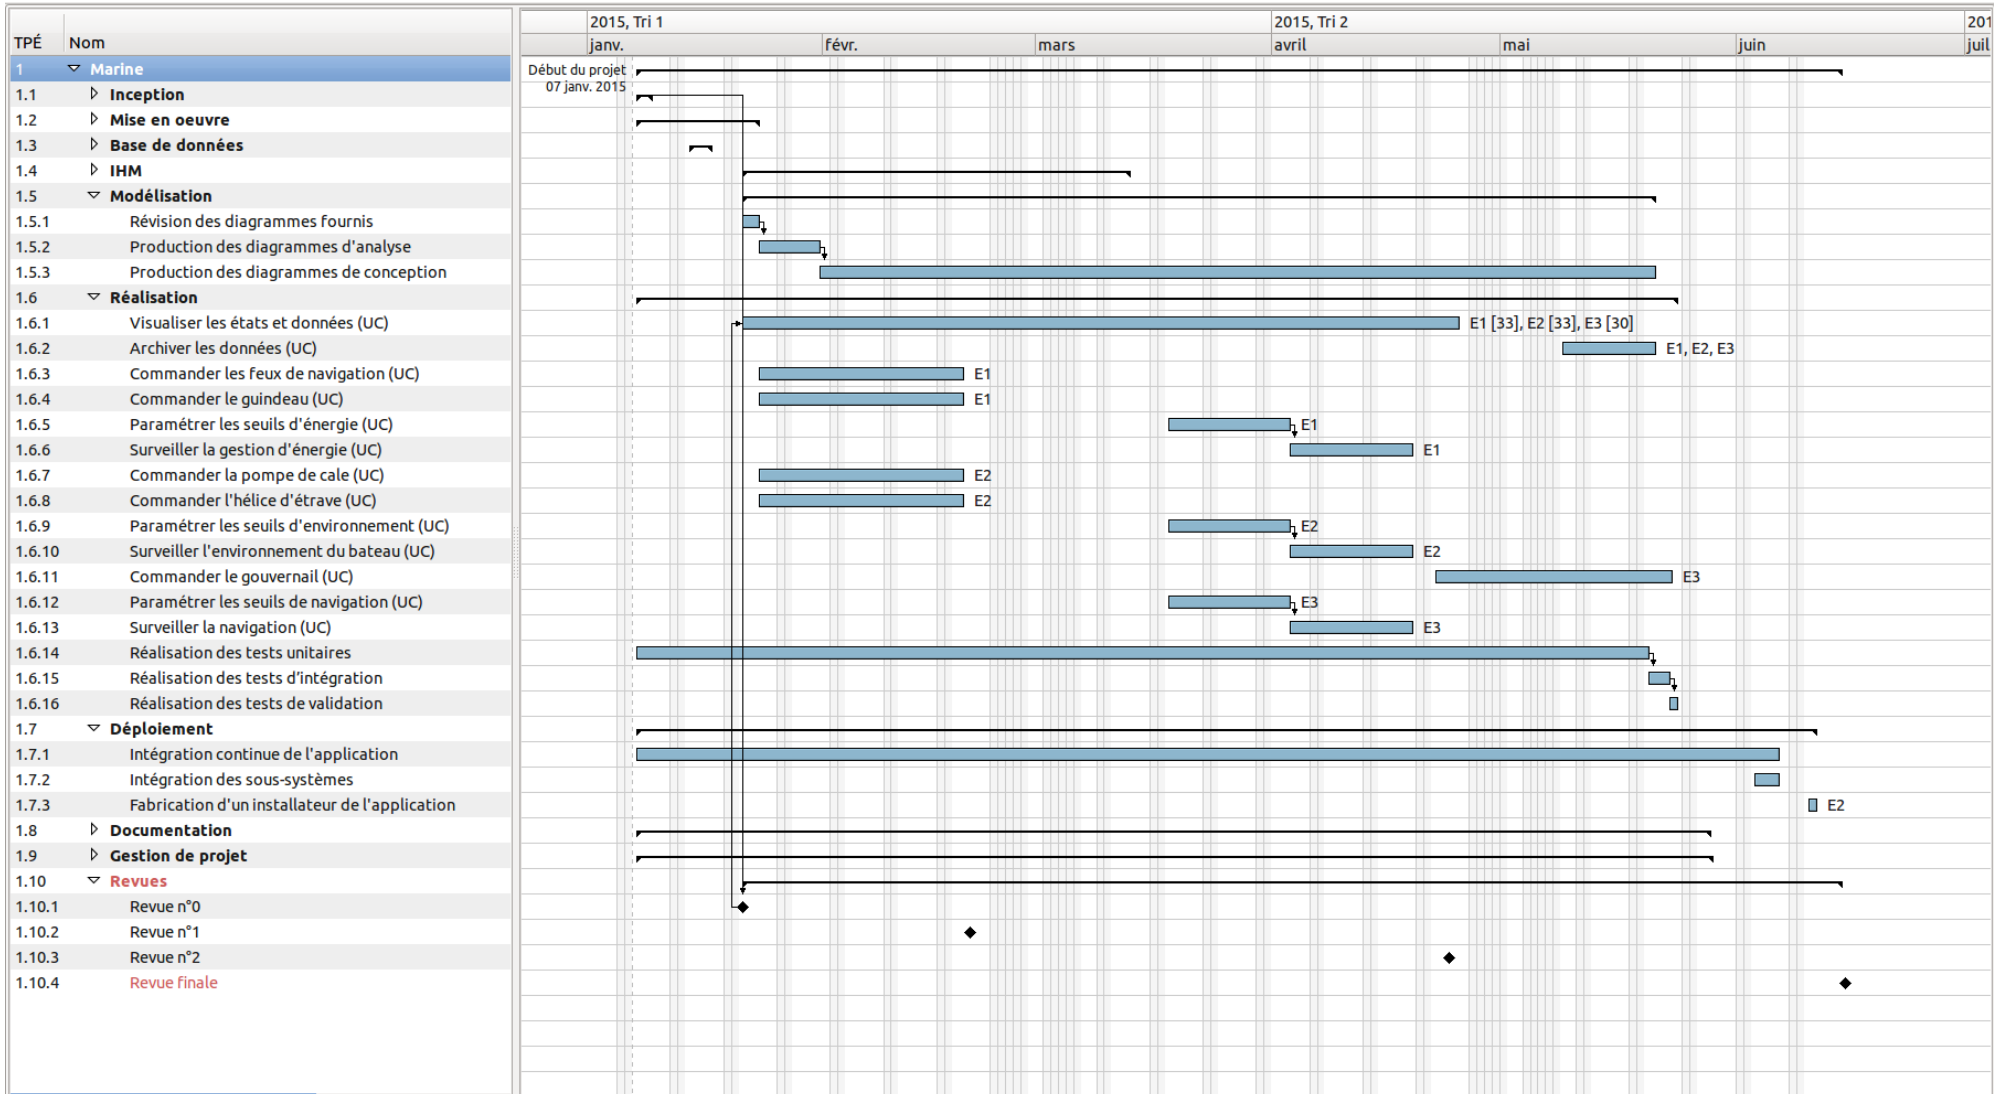 2015, Tri 1 2015, Tri 2 201
TPÉ Nom janv. févr. mars avril mai juin juil
1 Marine Début du projet
07 janv. 2015
1.1 Inception
1.2 Mise en oeuvre
1.3 Base de données
1.4 IHM
1.5 Modélisation
1.5.1 Révision des diagrammes fournis
1.5.2 Production des diagrammes d'analyse
1.5.3 Production des diagrammes de conception
1.6 Réalisation
1.6.1 Visualiser les états et données (UC) E1 [33], E2 [33], E3 [30]
1.6.2 Archiver les données (UC) E1, E2, E3
1.6.3 Commander les feux de navigation (UC) E1
1.6.4 Commander le guindeau (UC) E1
1.6.5 Paramétrer les seuils d'énergie (UC) E1
1.6.6 Surveiller la gestion d'énergie (UC) E1
1.6.7 Commander la pompe de cale (UC) E2
1.6.8 Commander l'hélice d'étrave (UC) E2
1.6.9 Paramétrer les seuils d'environnement (UC) E2
1.6.10 Surveiller l'environnement du bateau (UC) E2
1.6.11 Commander le gouvernail (UC) E3
1.6.12 Paramétrer les seuils de navigation (UC) E3
1.6.13 Surveiller la navigation (UC) E3
1.6.14 Réalisation des tests unitaires
1.6.15 Réalisation des tests d'intégration
1.6.16 Réalisation des tests de validation
1.7 Déploiement
1.7.1 Intégration continue de l'application
1.7.2 Intégration des sous-systèmes
1.7.3 Fabrication d'un installateur de l'application E2
1.8 Documentation
1.9 Gestion de projet
1.10 Revues
1.10.1 Revue n°0
1.10.2 Revue n°1
1.10.3 Revue n°2
1.10.4 Revue finale